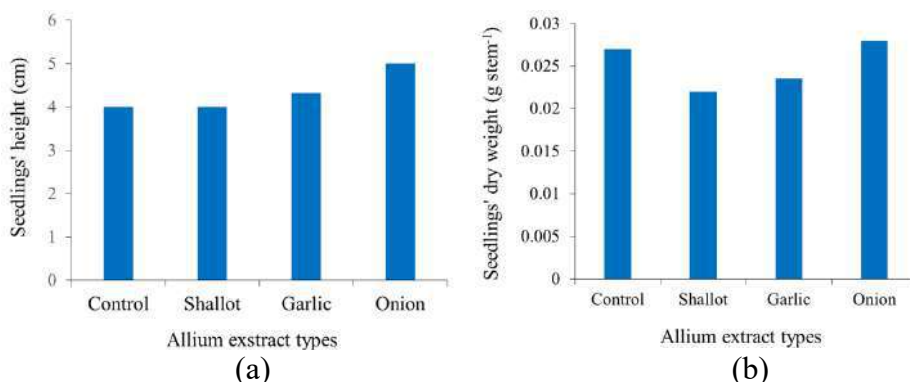 Seedlings' height (cm)
6
5
4
3
2
1
0
Control Shallot Garlic Onion
Allium exstract types
(a)
Seedlings' dry weight (g stem⁻¹)
0.03
0.025
0.02
0.015
0.01
0.005
0
Control Shallot Garlic Onion
Allium extract types
(b)